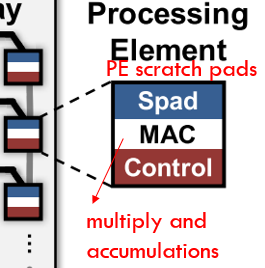 ay
Processing
Element
PE scratch pads
Spad
MAC
Control
multiply and
accumulations